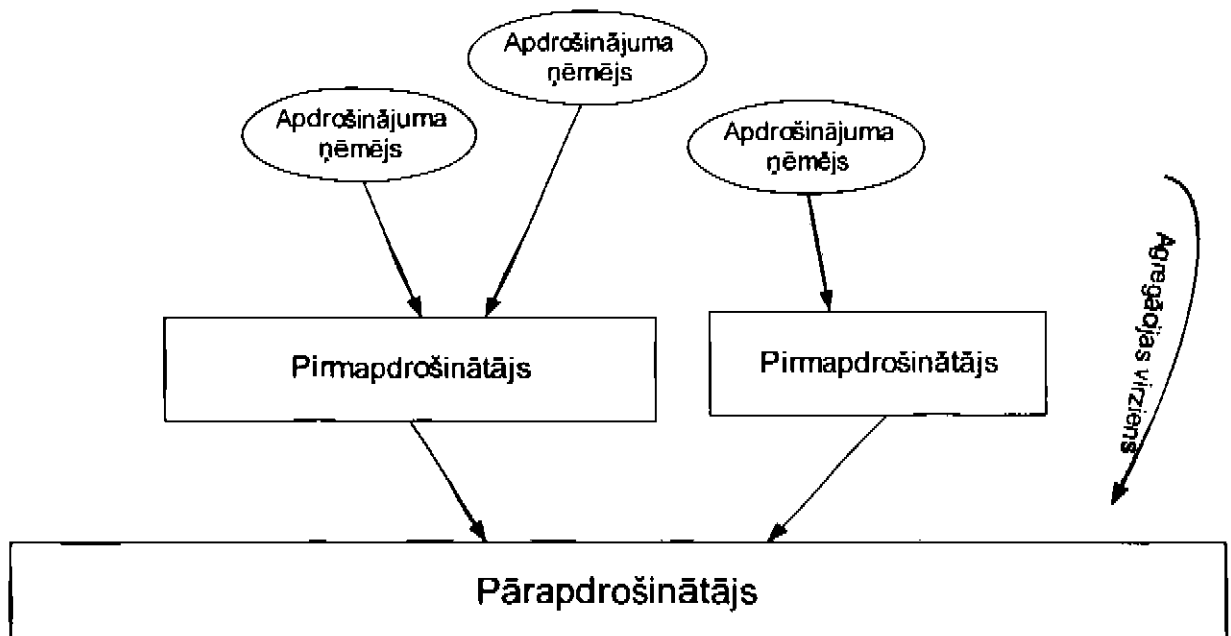 Apdrošinājuma
ņēmējs
Apdrošinājuma
ņēmējs
Apdrošinājuma
ņēmējs
Pirmapdrošinātājs
Pirmapdrošinātājs
Agregācijas virziens
Pārapdrošinātājs